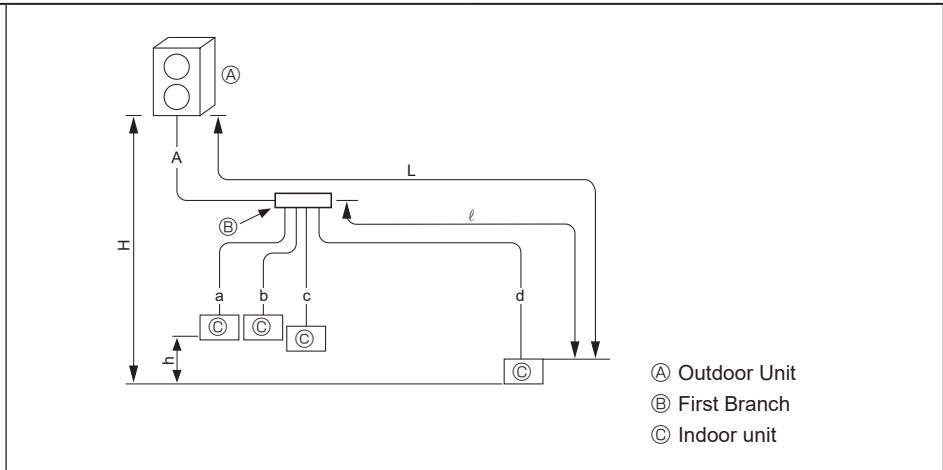 Ⓐ
A
L
Ⓑ
ℓ
H
a b c d
Ⓒ Ⓒ Ⓒ
h
Ⓒ
Ⓐ Outdoor Unit
Ⓑ First Branch
Ⓒ Indoor unit